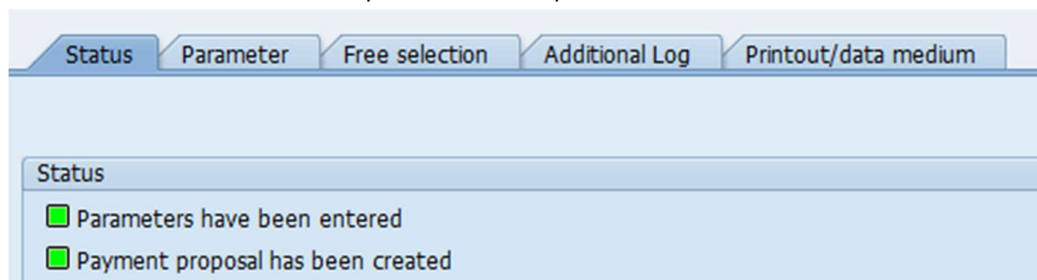 Status Parameter Free selection Additional Log Printout/data medium
Status
Parameters have been entered
Payment proposal has been created